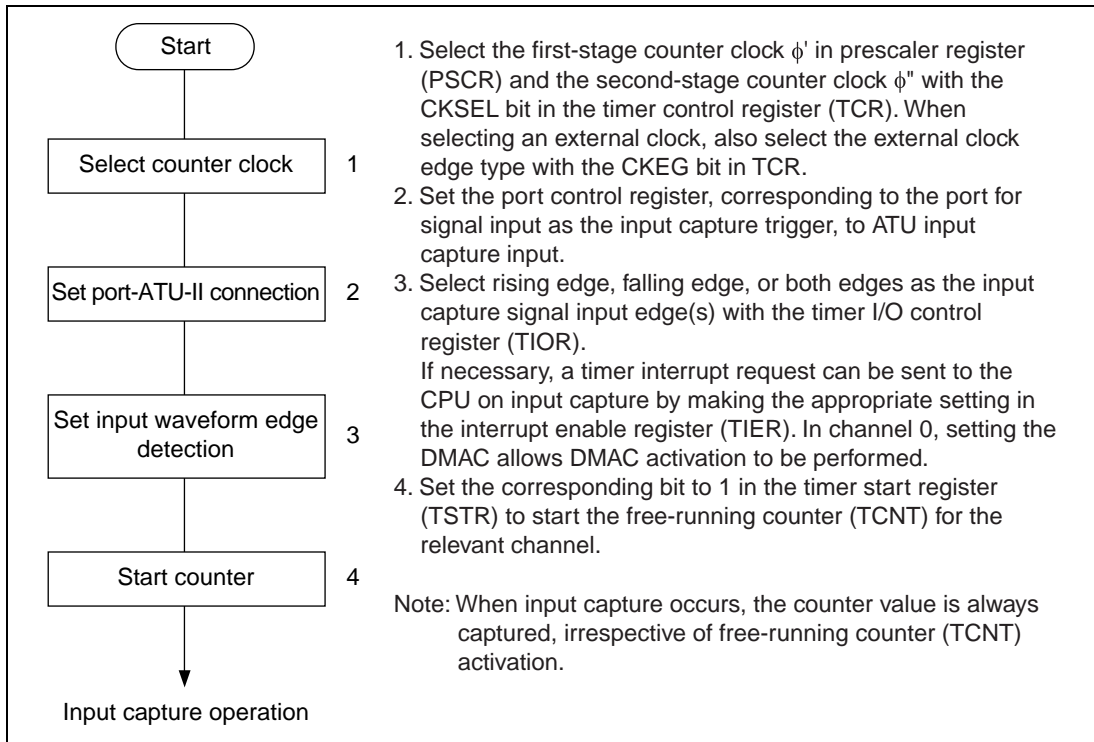 Start
Select counter clock 1
Set port-ATU-II connection 2
Set input waveform edge
detection
3
Start counter 4
Input capture operation
1. Select the first-stage counter clock ϕ' in prescaler register
(PSCR) and the second-stage counter clock ϕ" with the
CKSEL bit in the timer control register (TCR). When
selecting an external clock, also select the external clock
edge type with the CKEG bit in TCR.
2. Set the port control register, corresponding to the port for
signal input as the input capture trigger, to ATU input
capture input.
3. Select rising edge, falling edge, or both edges as the input
capture signal input edge(s) with the timer I/O control
register (TIOR).
If necessary, a timer interrupt request can be sent to the
CPU on input capture by making the appropriate setting in
the interrupt enable register (TIER). In channel 0, setting the
DMAC allows DMAC activation to be performed.
4. Set the corresponding bit to 1 in the timer start register
(TSTR) to start the free-running counter (TCNT) for the
relevant channel.
Note: When input capture occurs, the counter value is always
captured, irrespective of free-running counter (TCNT)
activation.